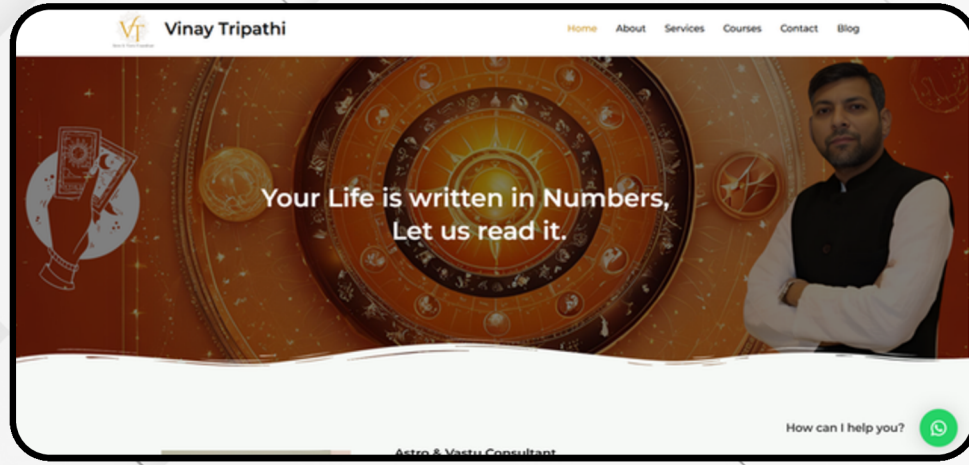 VT
Vinay Tripathi
Home About Services Courses Contact Blog
Your Life is written in Numbers,
Let us read it.
How can I help you?
Astro & Vastu Consultant